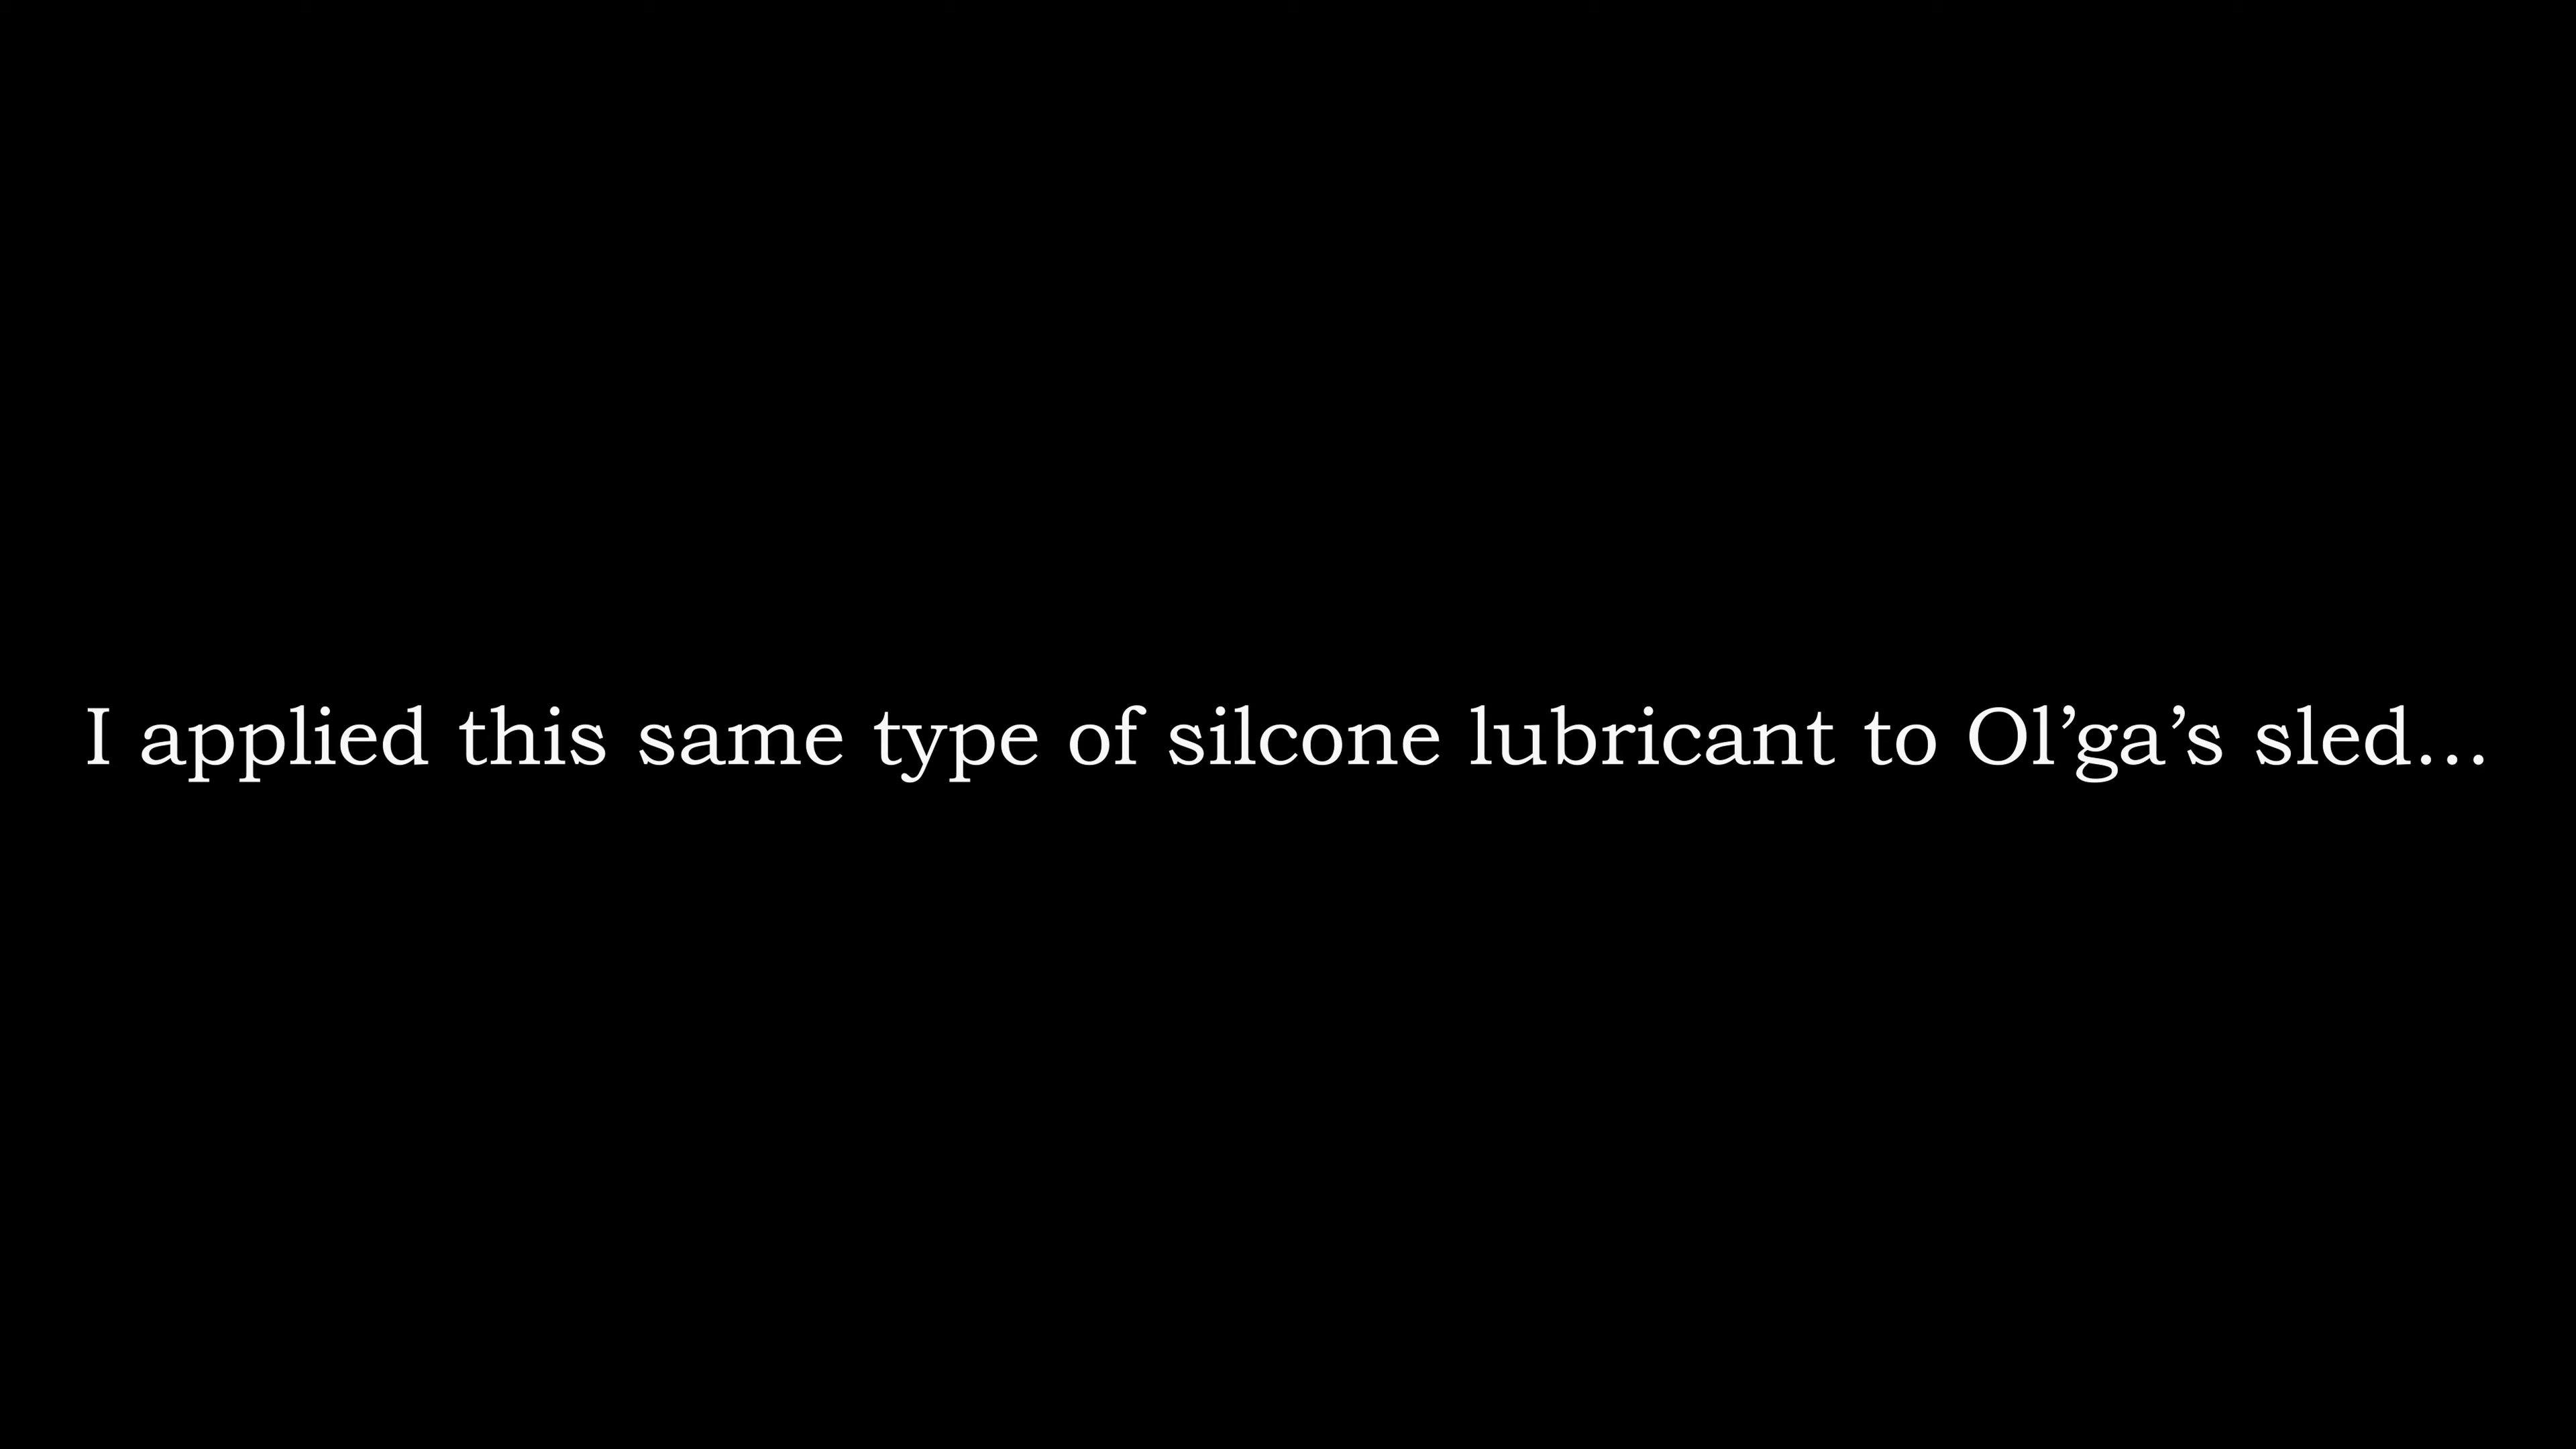 I applied this same type of silcone lubricant to Ol’ga’s sled…